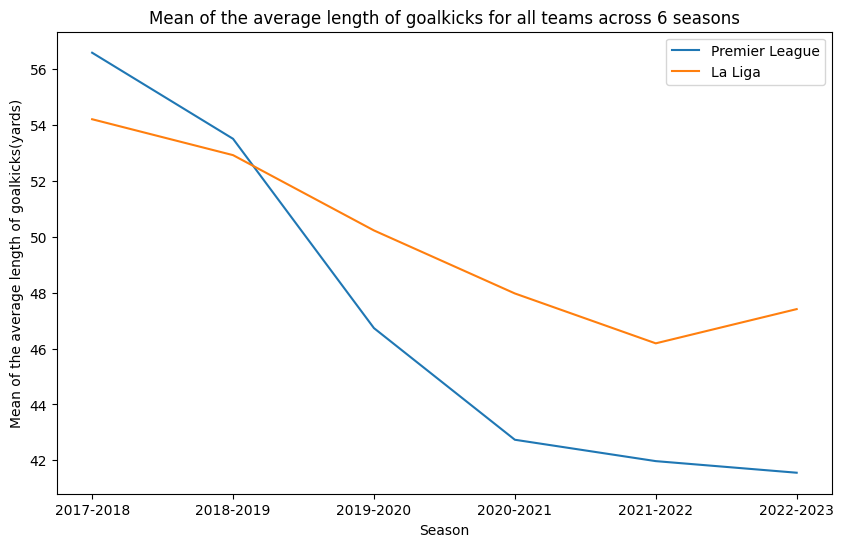 Mean of the average length of goalkicks for all teams across 6 seasons
Premier League
La Liga
Mean of the average length of goalkicks(yards)
56
54
52
50
48
46
44
42
2017-2018
2018-2019
2019-2020
2020-2021
2021-2022
2022-2023
Season